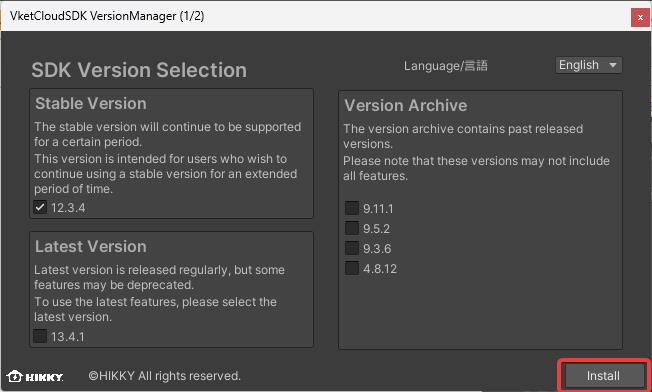 VketCloudSDK VersionManager (1/2)
x
SDK Version Selection
Language/言語
English
Stable Version
The stable version will continue to be supported
for a certain period.
This version is intended for users who wish to
continue using a stable version for an extended
period of time.
12.3.4
Latest Version
Latest version is released regularly, but some
features may be deprecated.
To use the latest features, please select the
latest version.
13.4.1
Version Archive
The version archive contains past released
versions.
Please note that these versions may not include
all features.
9.11.1
9.5.2
9.3.6
4.8.12
HIKKY
©HIKKY All rights reserved.
Install